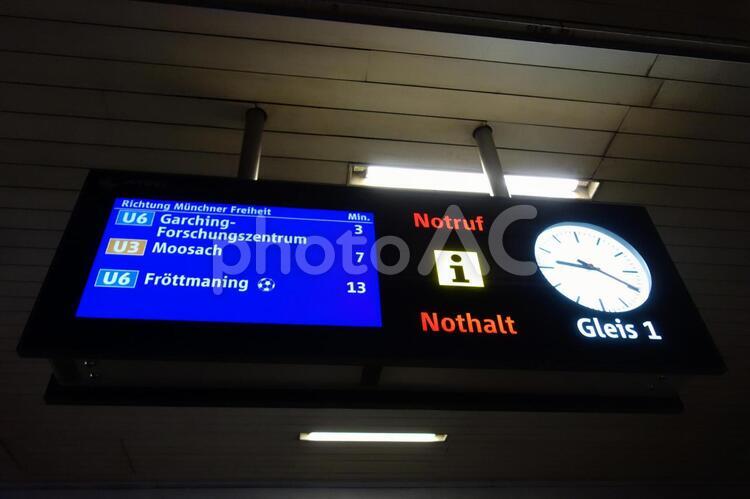 Richtung Münchner Freiheit Min.
U6 Garching-
Forschungszentrum 3
U3 Moosach 7
U6 Fröttmaning 13
Notruf
i
Nothalt
Gleis 1
photoAC